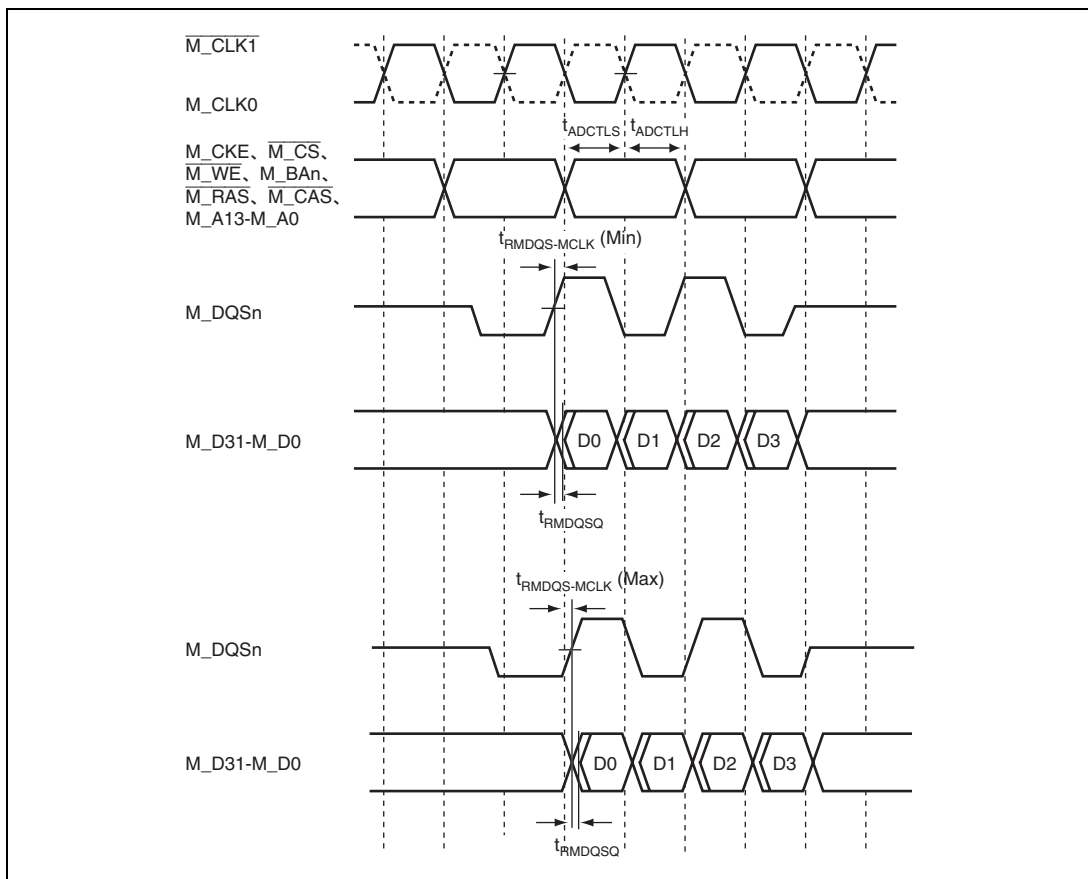 M_CLK1
M_CLK0
tADCTLS
tADCTLH
M_CKE、M_CS、
M_WE、M_BAn、
M_RAS、M_CAS、
M_A13-M_A0
tRMDQS-MCLK (Min)
M_DQSn
M_D31-M_D0
D0
D1
D2
D3
tRMDQSQ
tRMDQS-MCLK (Max)
M_DQSn
M_D31-M_D0
D0
D1
D2
D3
tRMDQSQ